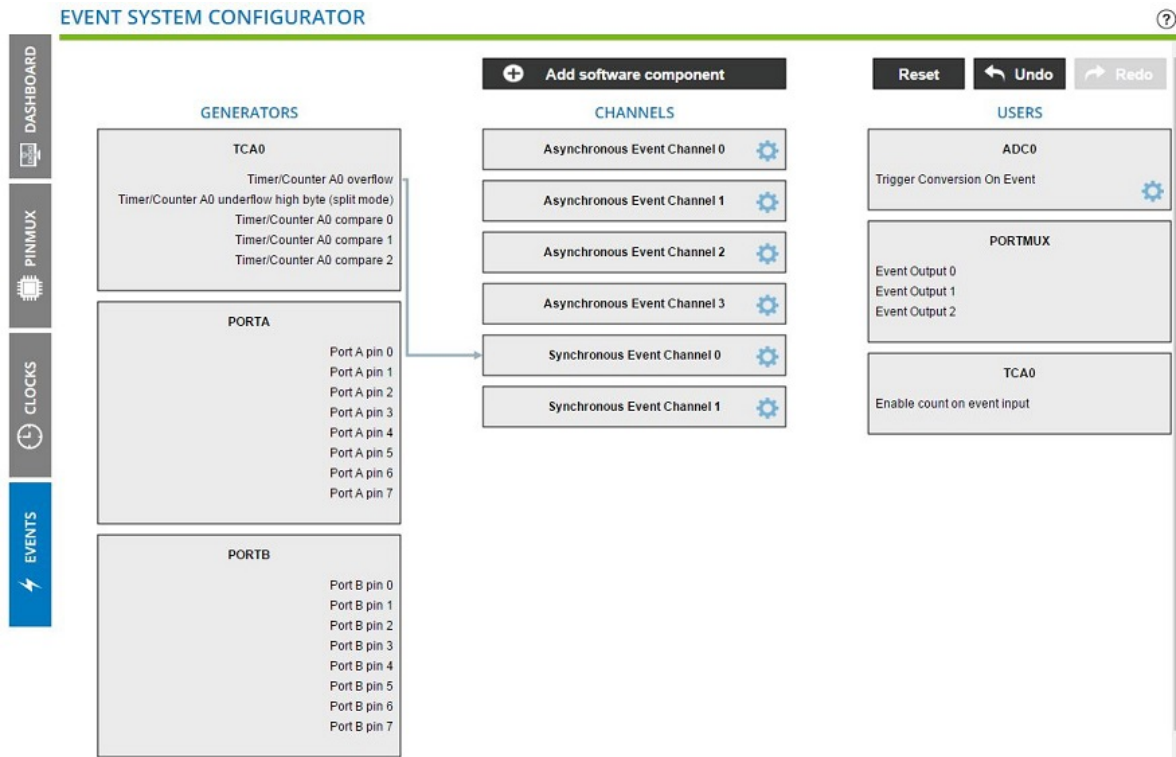 EVENT SYSTEM CONFIGURATOR
?
DASHBOARD
PINMUX
CLOCKS
EVENTS
Add software component
Reset
Undo
Redo
GENERATORS
TCA0
Timer/Counter A0 overflow
Timer/Counter A0 underflow high byte (split mode)
Timer/Counter A0 compare 0
Timer/Counter A0 compare 1
Timer/Counter A0 compare 2
PORTA
Port A pin 0
Port A pin 1
Port A pin 2
Port A pin 3
Port A pin 4
Port A pin 5
Port A pin 6
Port A pin 7
PORTB
Port B pin 0
Port B pin 1
Port B pin 2
Port B pin 3
Port B pin 4
Port B pin 5
Port B pin 6
Port B pin 7
CHANNELS
Asynchronous Event Channel 0
Asynchronous Event Channel 1
Asynchronous Event Channel 2
Asynchronous Event Channel 3
Synchronous Event Channel 0
Synchronous Event Channel 1
USERS
ADC0
Trigger Conversion On Event
PORTMUX
Event Output 0
Event Output 1
Event Output 2
TCA0
Enable count on event input